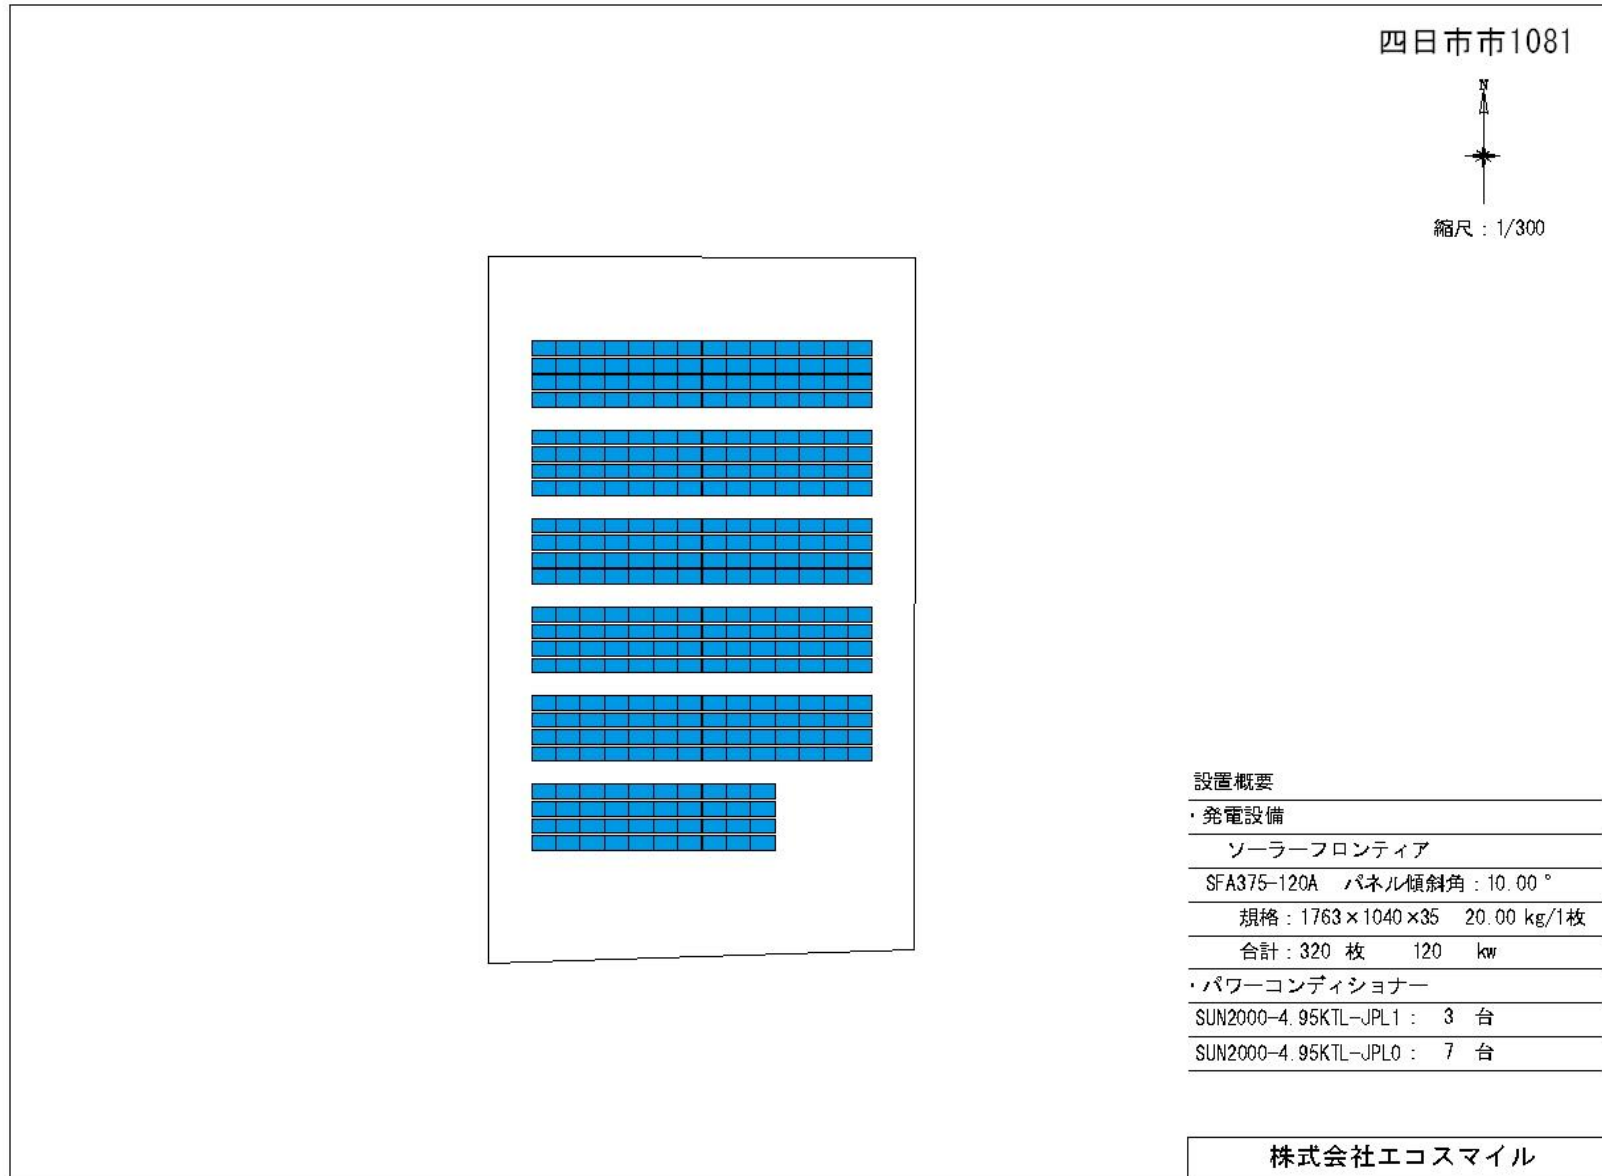 四日市市1081
N
縮尺：1/300
設置概要
・発電設備
ソーラーフロンティア
SFA375-120A　パネル傾斜角：10.00°
規格：1763×1040×35　20.00 kg/1枚
合計：320 枚　120　kw
・パワーコンディショナー
SUN2000-4.95KTL-JPL1：　3　台
SUN2000-4.95KTL-JPL0：　7　台
株式会社エコスマイル